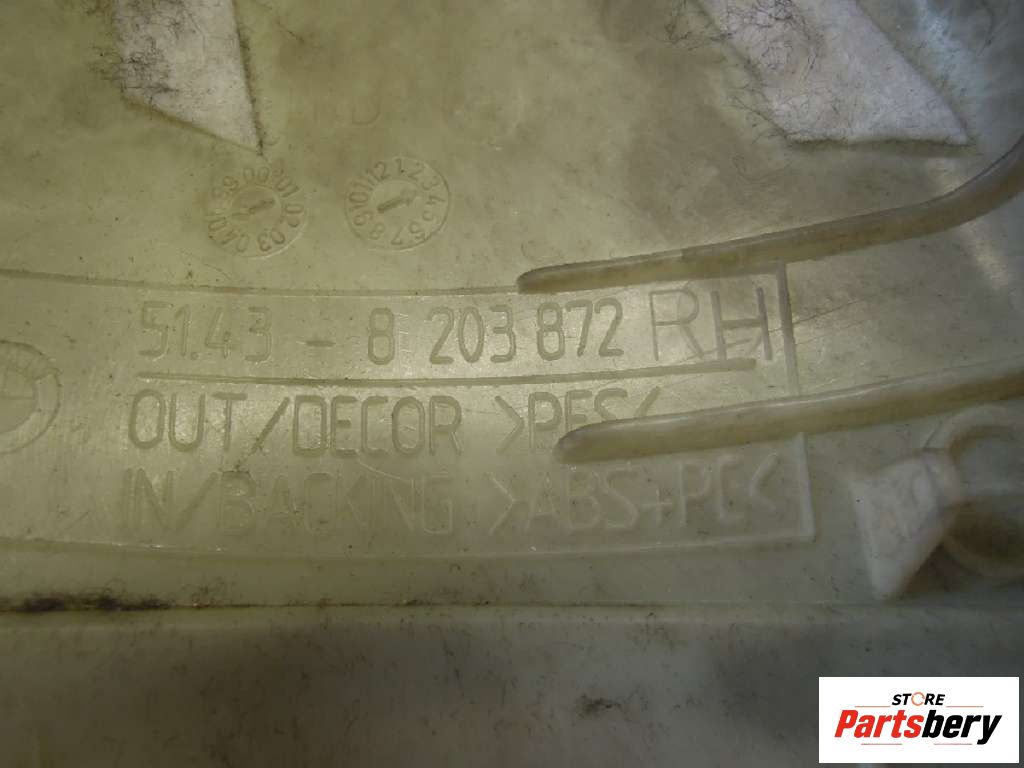 51.43 - 8 203 872 RH
OUT/DECOR >PES<
IN/BACKING >ABS+PC<
STORE
Partsbery